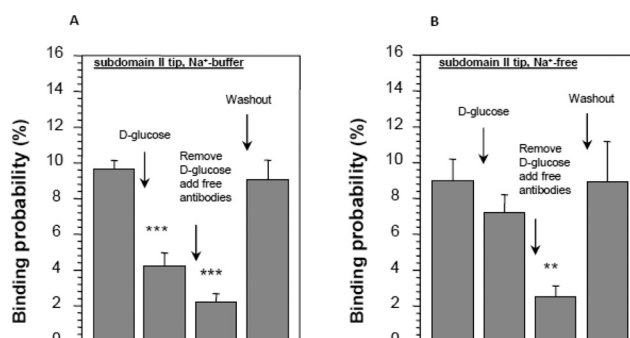 A
16
14
12
10
8
6
4
2
0
Binding probability (%)
subdomain II tip, Na⁺-buffer
D-glucose
***
Remove
D-glucose
add free
antibodies
***
Washout
B
16
14
12
10
8
6
4
2
0
Binding probability (%)
subdomain II tip, Na⁺-free
D-glucose
Remove
D-glucose
add free
antibodies
**
Washout